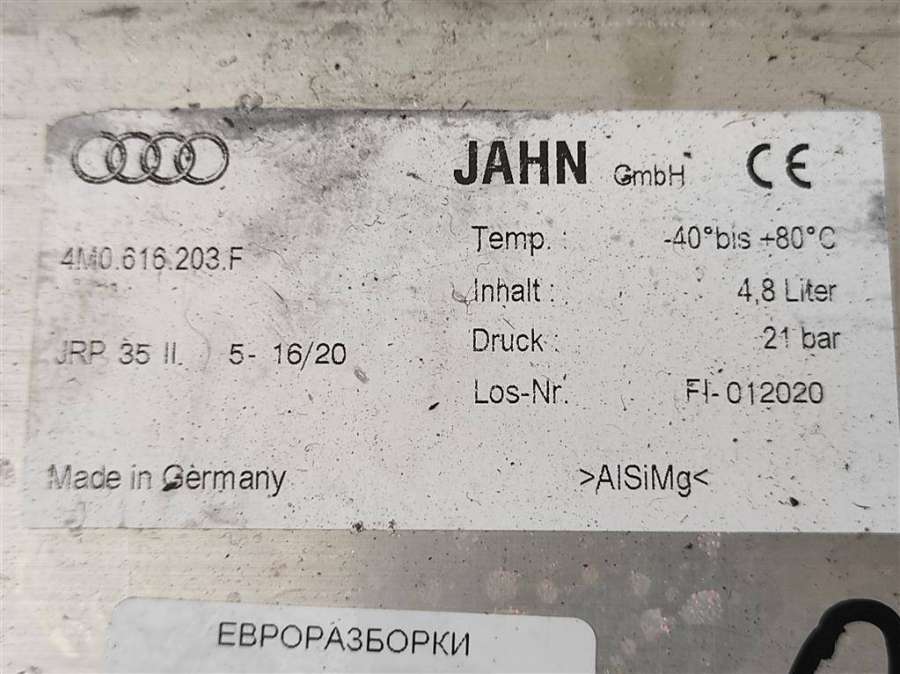 JAHN GmbH CE
4M0.616.203.F
Temp. : -40°bis +80°C
Inhalt : 4,8 Liter
JRP 35 II. 5- 16/20
Druck : 21 bar
Los-Nr. FI-012020
Made in Germany
>AlSiMg<
ЕВРОРАЗБОРКИ